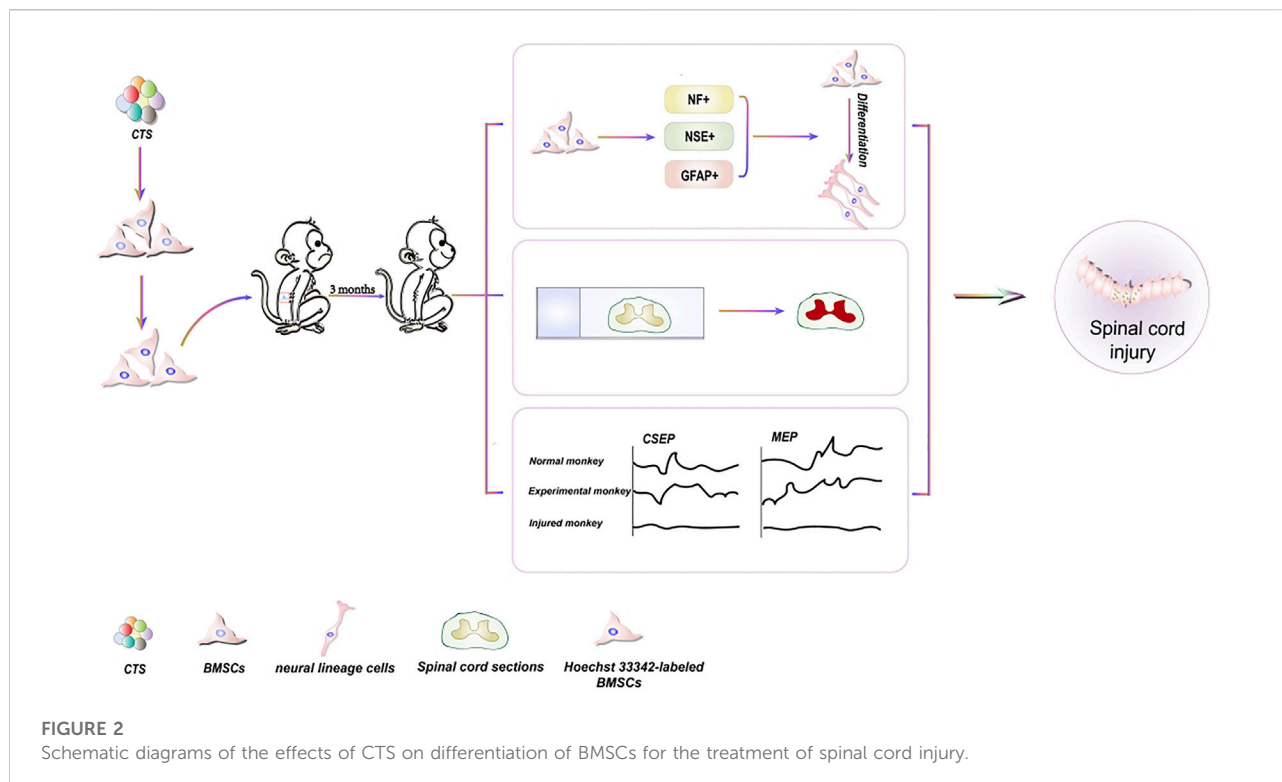 CTS
3 months
NF+
NSE+
GFAP+
Differentiation
CSEP
MEP
Normal monkey
Experimental monkey
Injured monkey
Spinal cord
injury
CTS
BMSCs
neural lineage cells
Spinal cord sections
Hoechst 33342-labeled
BMSCs
FIGURE 2
Schematic diagrams of the effects of CTS on differentiation of BMSCs for the treatment of spinal cord injury.